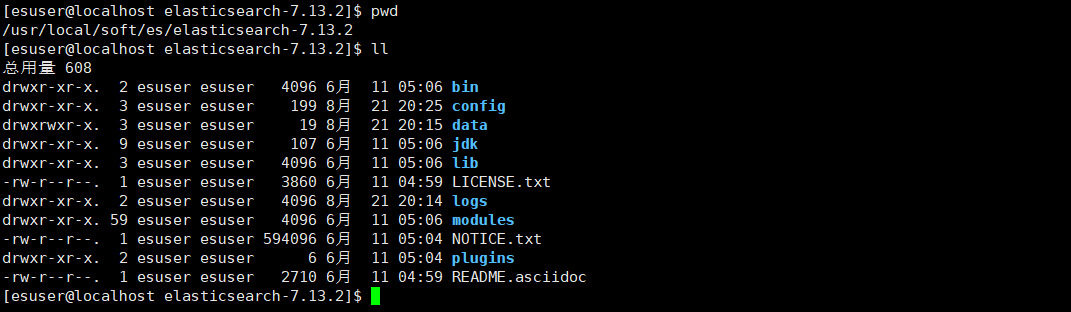 [esuser@localhost elasticsearch-7.13.2]$ pwd
/usr/local/soft/es/elasticsearch-7.13.2
[esuser@localhost elasticsearch-7.13.2]$ ll
总用量 608
drwxr-xr-x.  2 esuser esuser   4096 6月  11 05:06 bin
drwxr-xr-x.  3 esuser esuser    199 8月  21 20:25 config
drwxrwxr-x.  3 esuser esuser     19 8月  21 20:15 data
drwxr-xr-x.  9 esuser esuser    107 6月  11 05:06 jdk
drwxr-xr-x.  3 esuser esuser   4096 6月  11 05:06 lib
-rw-r--r--.  1 esuser esuser   3860 6月  11 04:59 LICENSE.txt
drwxr-xr-x.  2 esuser esuser   4096 8月  21 20:14 logs
drwxr-xr-x. 59 esuser esuser   4096 6月  11 05:06 modules
-rw-r--r--.  1 esuser esuser 594096 6月  11 05:04 NOTICE.txt
drwxr-xr-x.  2 esuser esuser      6 6月  11 05:04 plugins
-rw-r--r--.  1 esuser esuser   2710 6月  11 04:59 README.asciidoc
[esuser@localhost elasticsearch-7.13.2]$